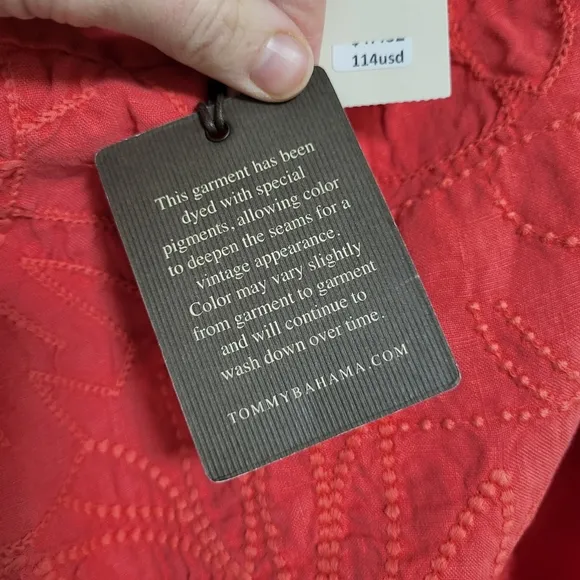 114usd
This garment has been
dyed with special
pigments, allowing color
to deepen the seams for a
vintage appearance.
Color may vary slightly
from garment to garment
and will continue to
wash down over time.
TOMMYBAHAMA.COM